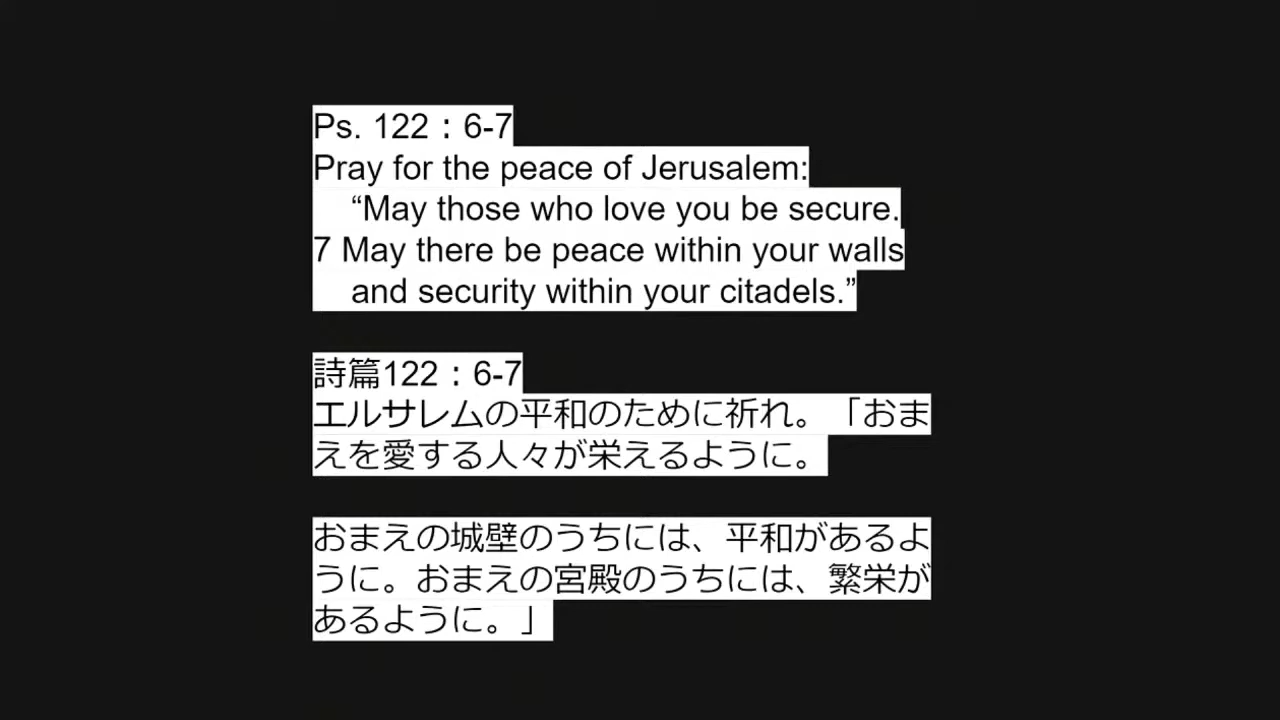 Ps. 122：6-7
Pray for the peace of Jerusalem:
“May those who love you be secure.
7 May there be peace within your walls
and security within your citadels.”
詩篇122：6-7
エルサレムの平和のために祈れ。「おま
えを愛する人々が栄えるように。
おまえの城壁のうちには、平和があるよ
うに。おまえの宮殿のうちには、繁栄が
あるように。」